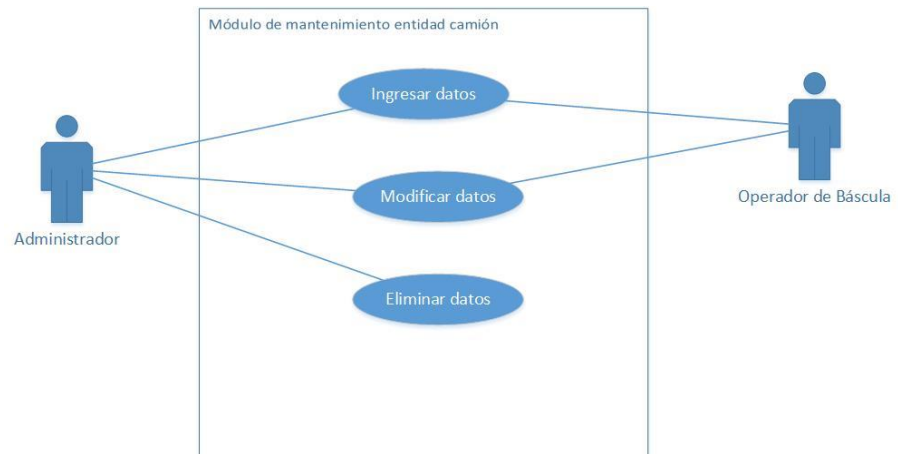 Módulo de mantenimiento entidad camión
Ingresar datos
Modificar datos
Operador de Báscula
Administrador
Eliminar datos